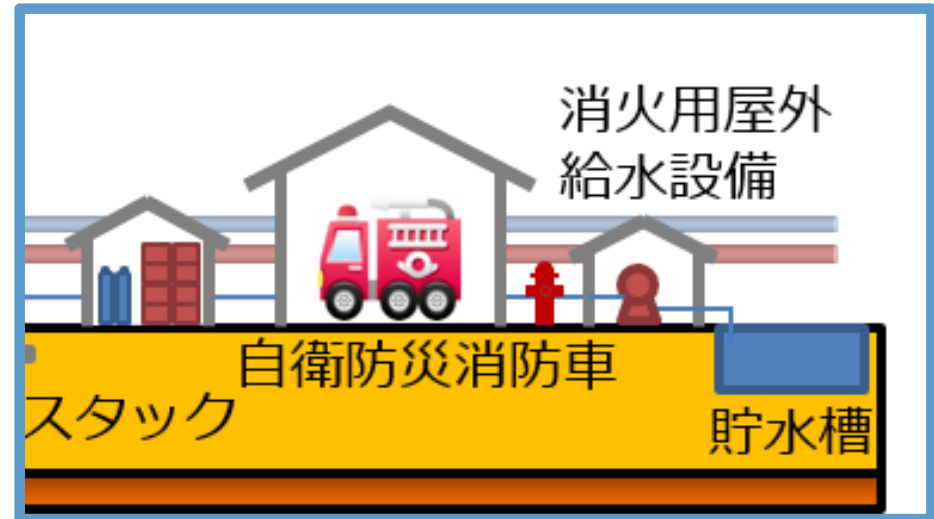 消火用屋外
給水設備
自衛防災消防車
スタック
貯水槽